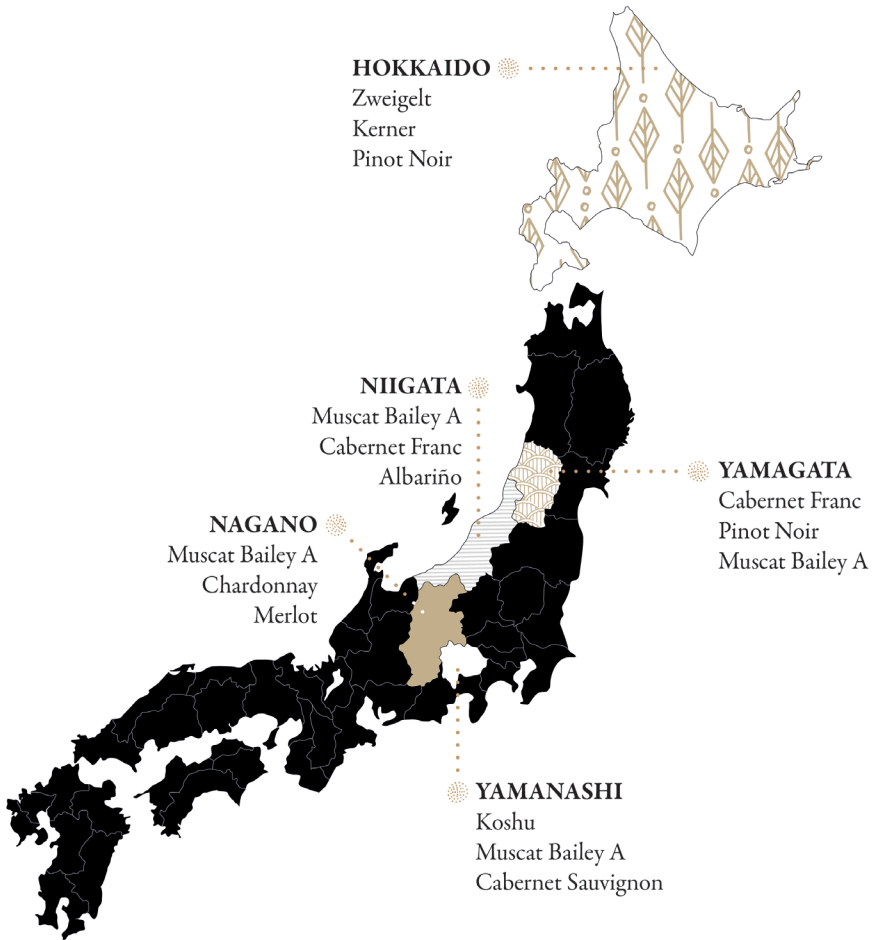 HOKKAIDO
Zweigelt
Kerner
Pinot Noir
NIIGATA
Muscat Bailey A
Cabernet Franc
Albariño
YAMAGATA
Cabernet Franc
Pinot Noir
Muscat Bailey A
NAGANO
Muscat Bailey A
Chardonnay
Merlot
YAMANASHI
Koshu
Muscat Bailey A
Cabernet Sauvignon